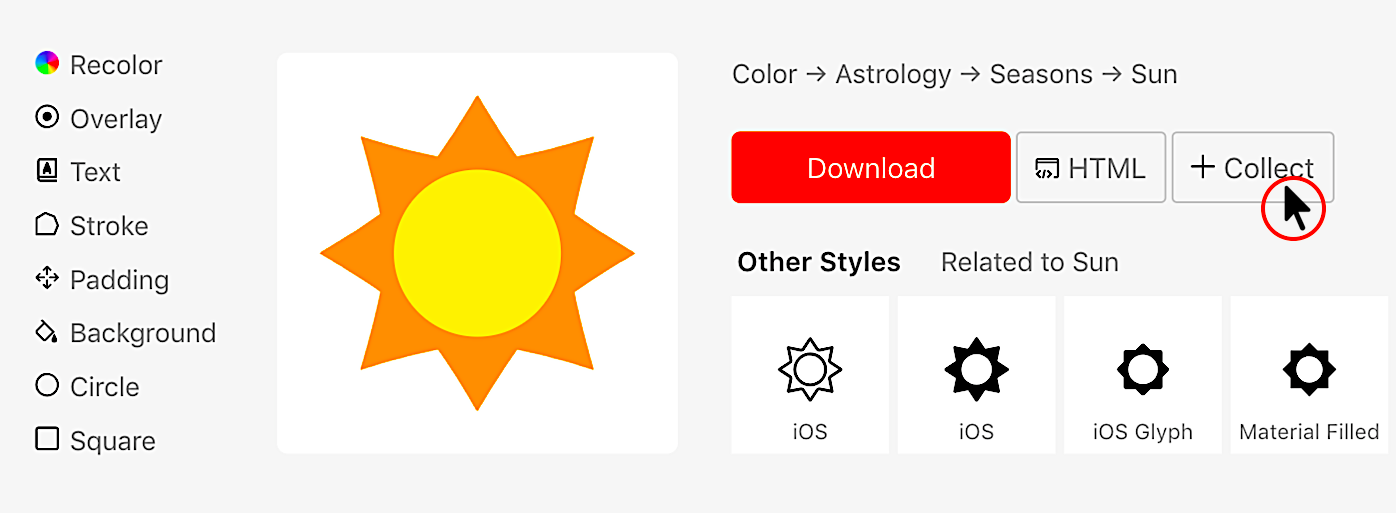 Recolor
Overlay
Text
Stroke
Padding
Background
Circle
Square
Color → Astrology → Seasons → Sun
Download
HTML
+ Collect
Other Styles
Related to Sun
iOS
iOS
iOS Glyph
Material Filled